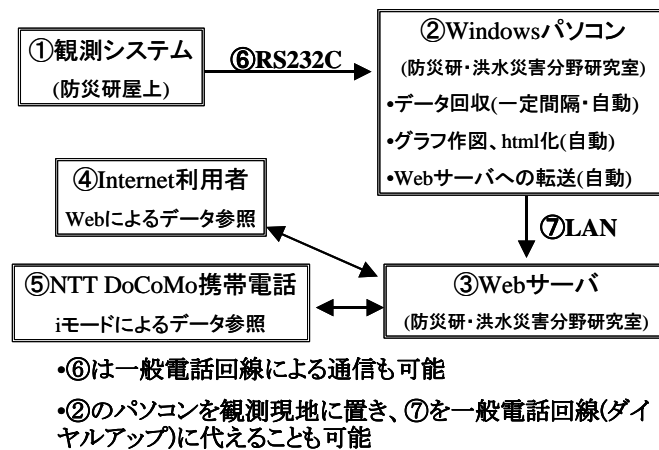 ①観測システム
(防災研屋上)
⑥RS232C
②Windowsパソコン
(防災研・洪水災害分野研究室)
•データ回収(一定間隔・自動)
•グラフ作図、html化(自動)
•Webサーバへの転送(自動)
④Internet利用者
Webによるデータ参照
⑦LAN
⑤NTT DoCoMo携帯電話
iモードによるデータ参照
③Webサーバ
(防災研・洪水災害分野研究室)
•⑥は一般電話回線による通信も可能
•②のパソコンを観測現地に置き、⑦を一般電話回線(ダイ
ヤルアップ)に代えることも可能